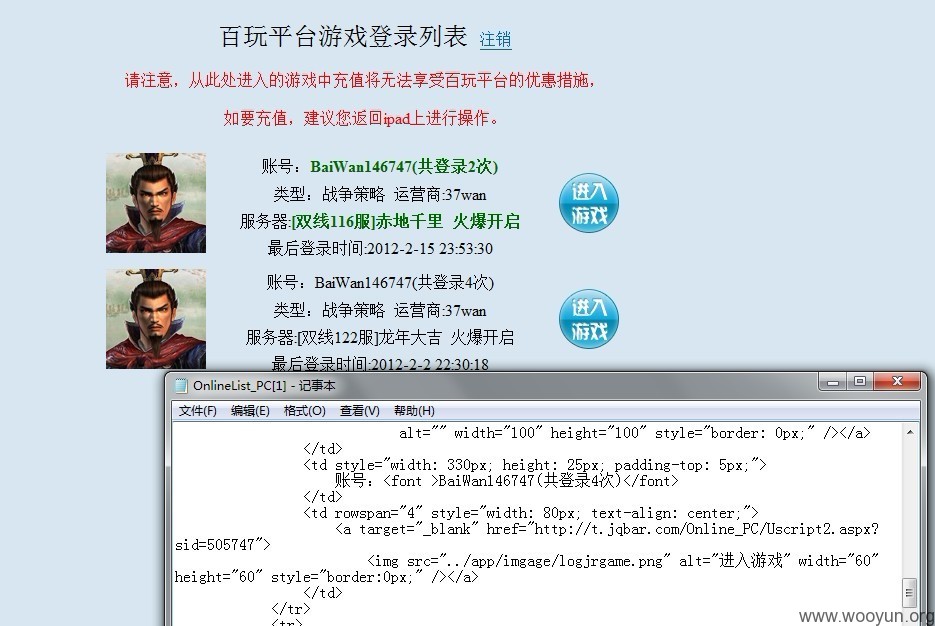 百玩平台游戏登录列表 注销
请注意，从此处进入的游戏中充值将无法享受百玩平台的优惠措施，
如要充值，建议您返回ipad上进行操作。
账号：BaiWan146747(共登录2次)
类型：战争策略 运营商:37wan
服务器:[双线116服]赤地千里 火爆开启
最后登录时间:2012-2-15 23:53:30
进入
游戏
账号：BaiWan146747(共登录4次)
类型：战争策略 运营商:37wan
服务器:[双线122服]龙年大吉 火爆开启
最后登录时间:2012-2-2 22:30:18
进入
游戏
OnlineList_PC[1] - 记事本
文件(F) 编辑(E) 格式(O) 查看(V) 帮助(H)
alt="" width="100" height="100" style="border: 0px;" /></a>
</td>
<td style="width: 330px; height: 25px; padding-top: 5px;">
账号：<font >BaiWan146747(共登录4次)</font>
</td>
<td rowspan="4" style="width: 80px; text-align: center;">
<a target="_blank" href="http://t.jqbar.com/Online_PC/Uscript2.aspx?
sid=505747">
<img src="../app/imgage/logjrgame.png" alt="进入游戏" width="60"
height="60" style="border:0px;" /></a>
</td>
</tr>
<tr>
www.wooyun.org